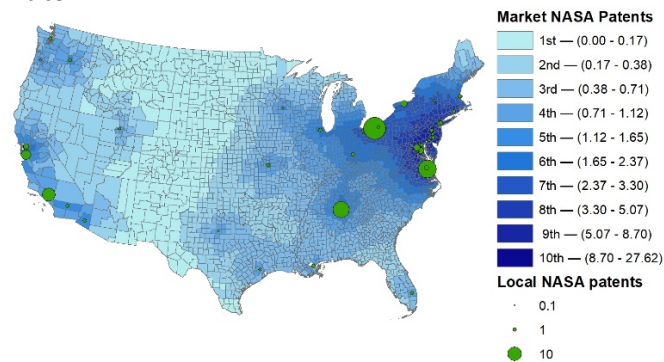 Market NASA Patents
1st — (0.00 - 0.17)
2nd — (0.17 - 0.38)
3rd — (0.38 - 0.71)
4th — (0.71 - 1.12)
5th — (1.12 - 1.65)
6th — (1.65 - 2.37)
7th — (2.37 - 3.30)
8th — (3.30 - 5.07)
9th — (5.07 - 8.70)
10th — (8.70 - 27.62)
Local NASA patents
0.1
1
10